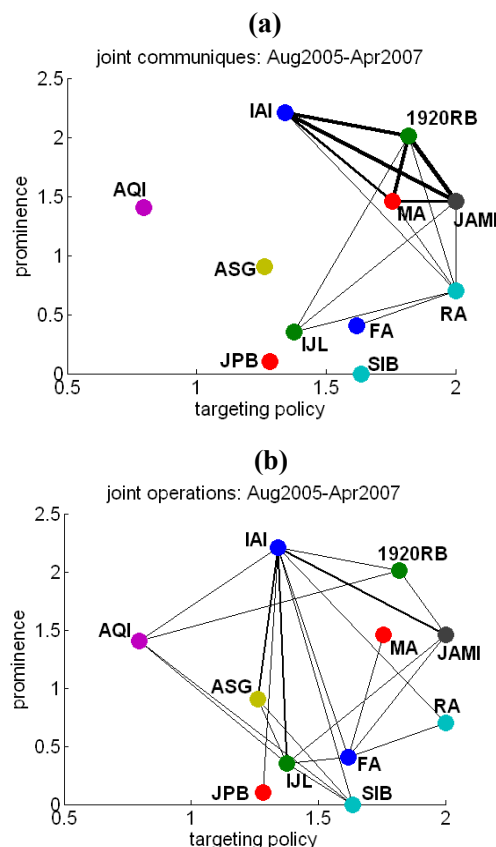 (a)
joint communiques: Aug2005-Apr2007
2.5
2
1.5
1
0.5
0
prominence
IAI
1920RB
AQI
MA
JAMI
ASG
RA
IJL
FA
JPB
SIB
0.5 1 1.5 2
targeting policy
(b)
joint operations: Aug2005-Apr2007
2.5
2
1.5
1
0.5
0
prominence
IAI
1920RB
AQI
MA
JAMI
ASG
RA
IJL
FA
JPB
SIB
0.5 1 1.5 2
targeting policy